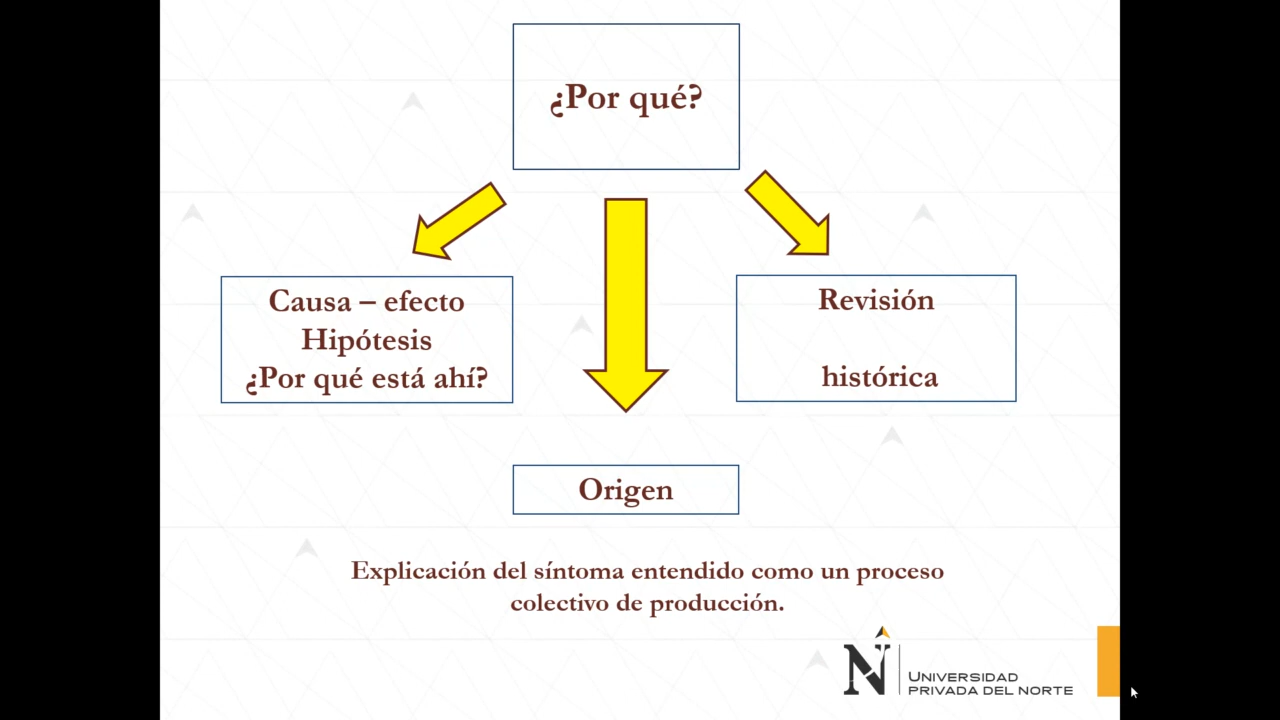 ¿Por qué?
Causa – efecto
Hipótesis
¿Por qué está ahí?
Revisión
histórica
Origen
Explicación del síntoma entendido como un proceso
colectivo de producción.
N
UNIVERSIDAD
PRIVADA DEL NORTE